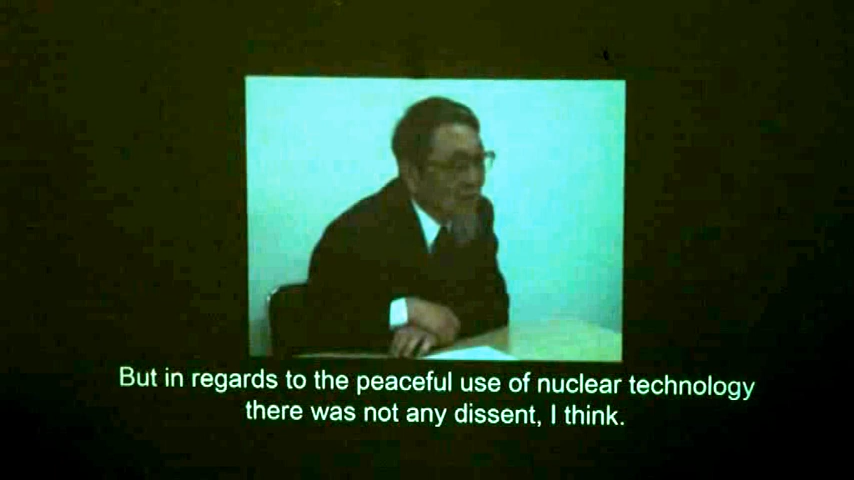 But in regards to the peaceful use of nuclear technology
there was not any dissent, I think.